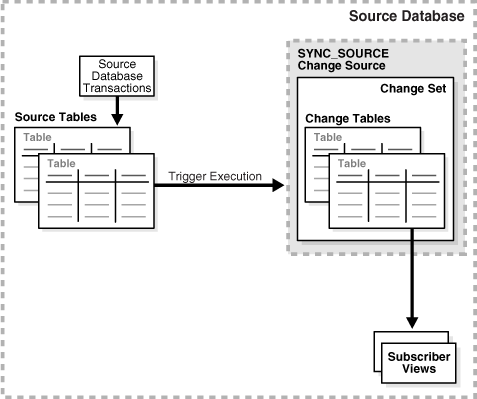 Source Database
SYNC_SOURCE
Change Source
Source
Database
Transactions
Change Set
Source Tables
Change Tables
Table
Table
Table
Table
Trigger Execution
Subscriber
Views